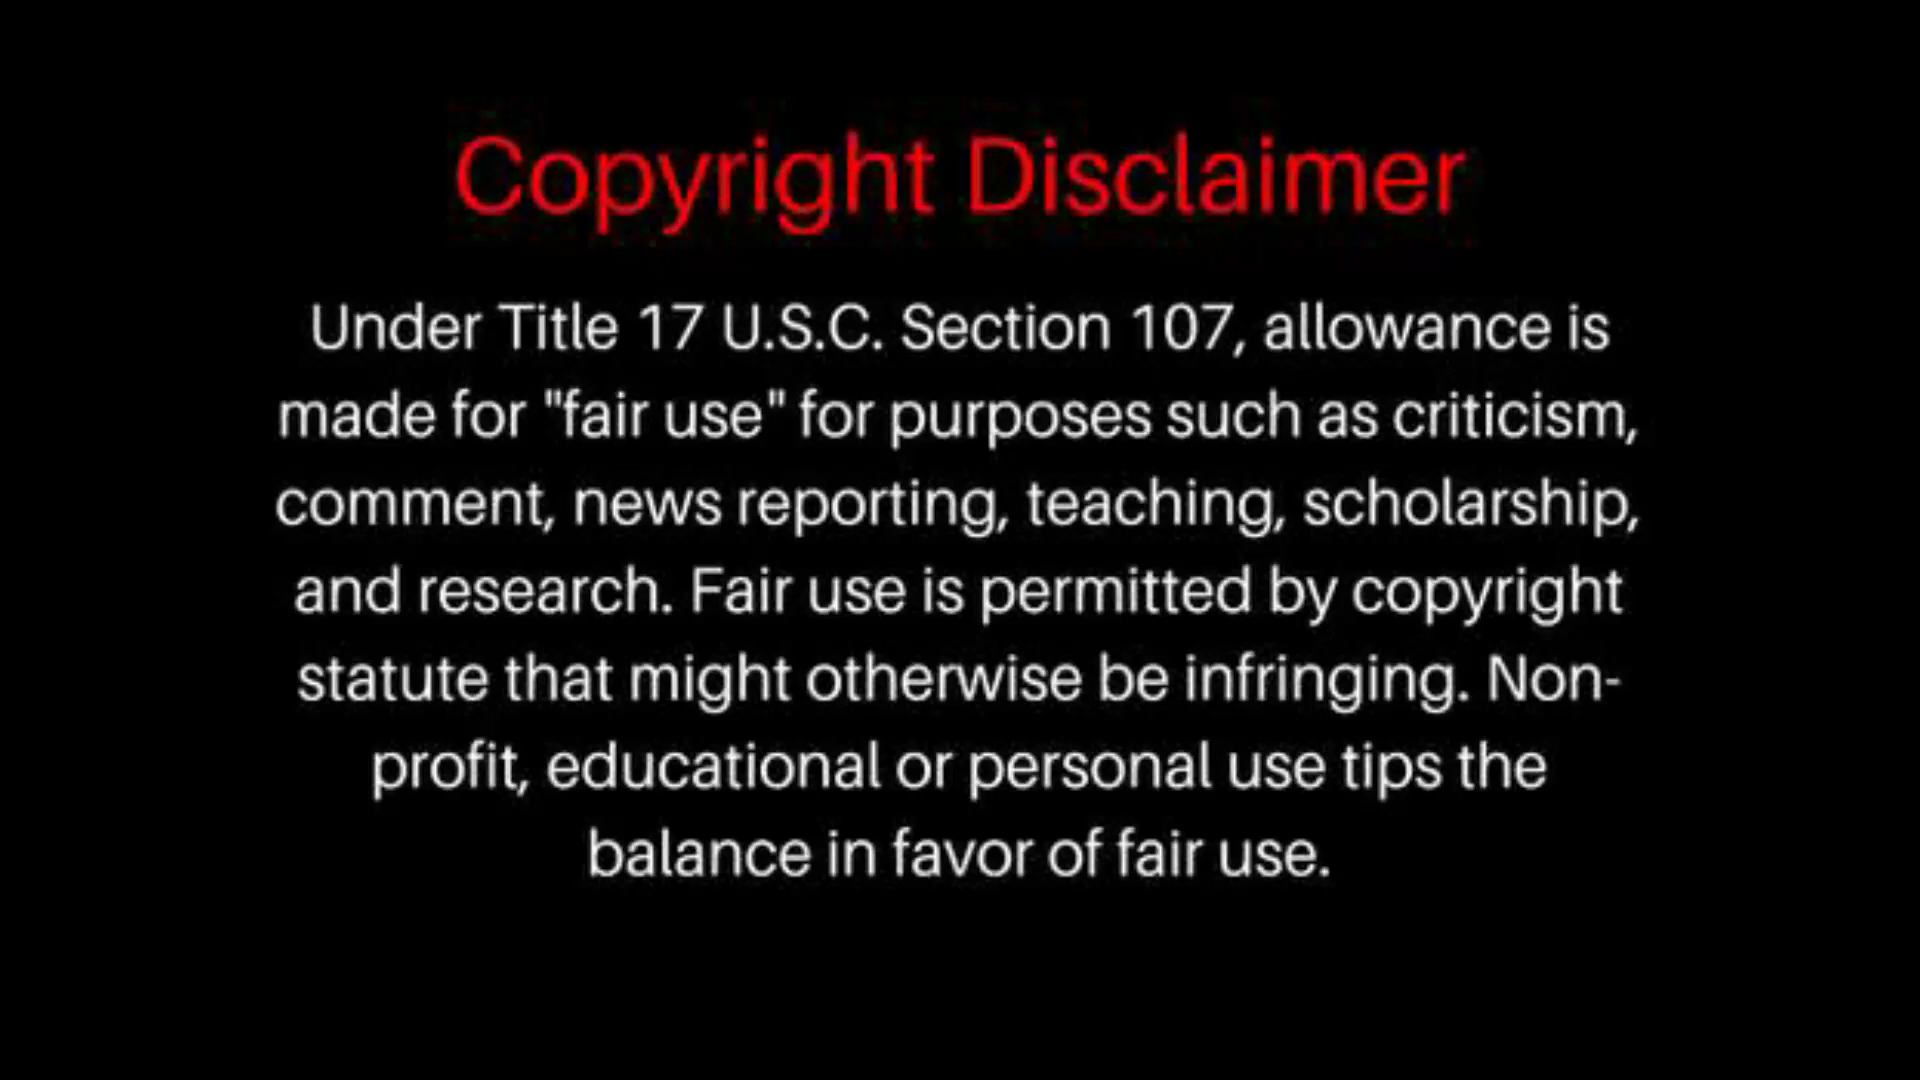 Copyright Disclaimer
Under Title 17 U.S.C. Section 107, allowance is
made for "fair use" for purposes such as criticism,
comment, news reporting, teaching, scholarship,
and research. Fair use is permitted by copyright
statute that might otherwise be infringing. Non-
profit, educational or personal use tips the
balance in favor of fair use.